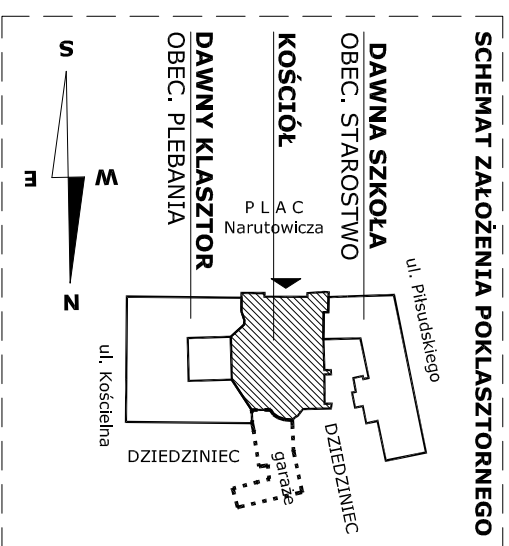 SCHEMAT ZAŁOŻENIA POKLASZTORNEGO
DAWNA SZKOŁA
OBEC. STAROSTWO
KOŚCIÓŁ
DAWNY KLASZTOR
OBEC. PLEBANIA
S
E
W
N
PLAC
Narutowicza
ul. Piłsudskiego
ul. Kościelna
DZIEDZINIEC
garaże
DZIEDZINIEC